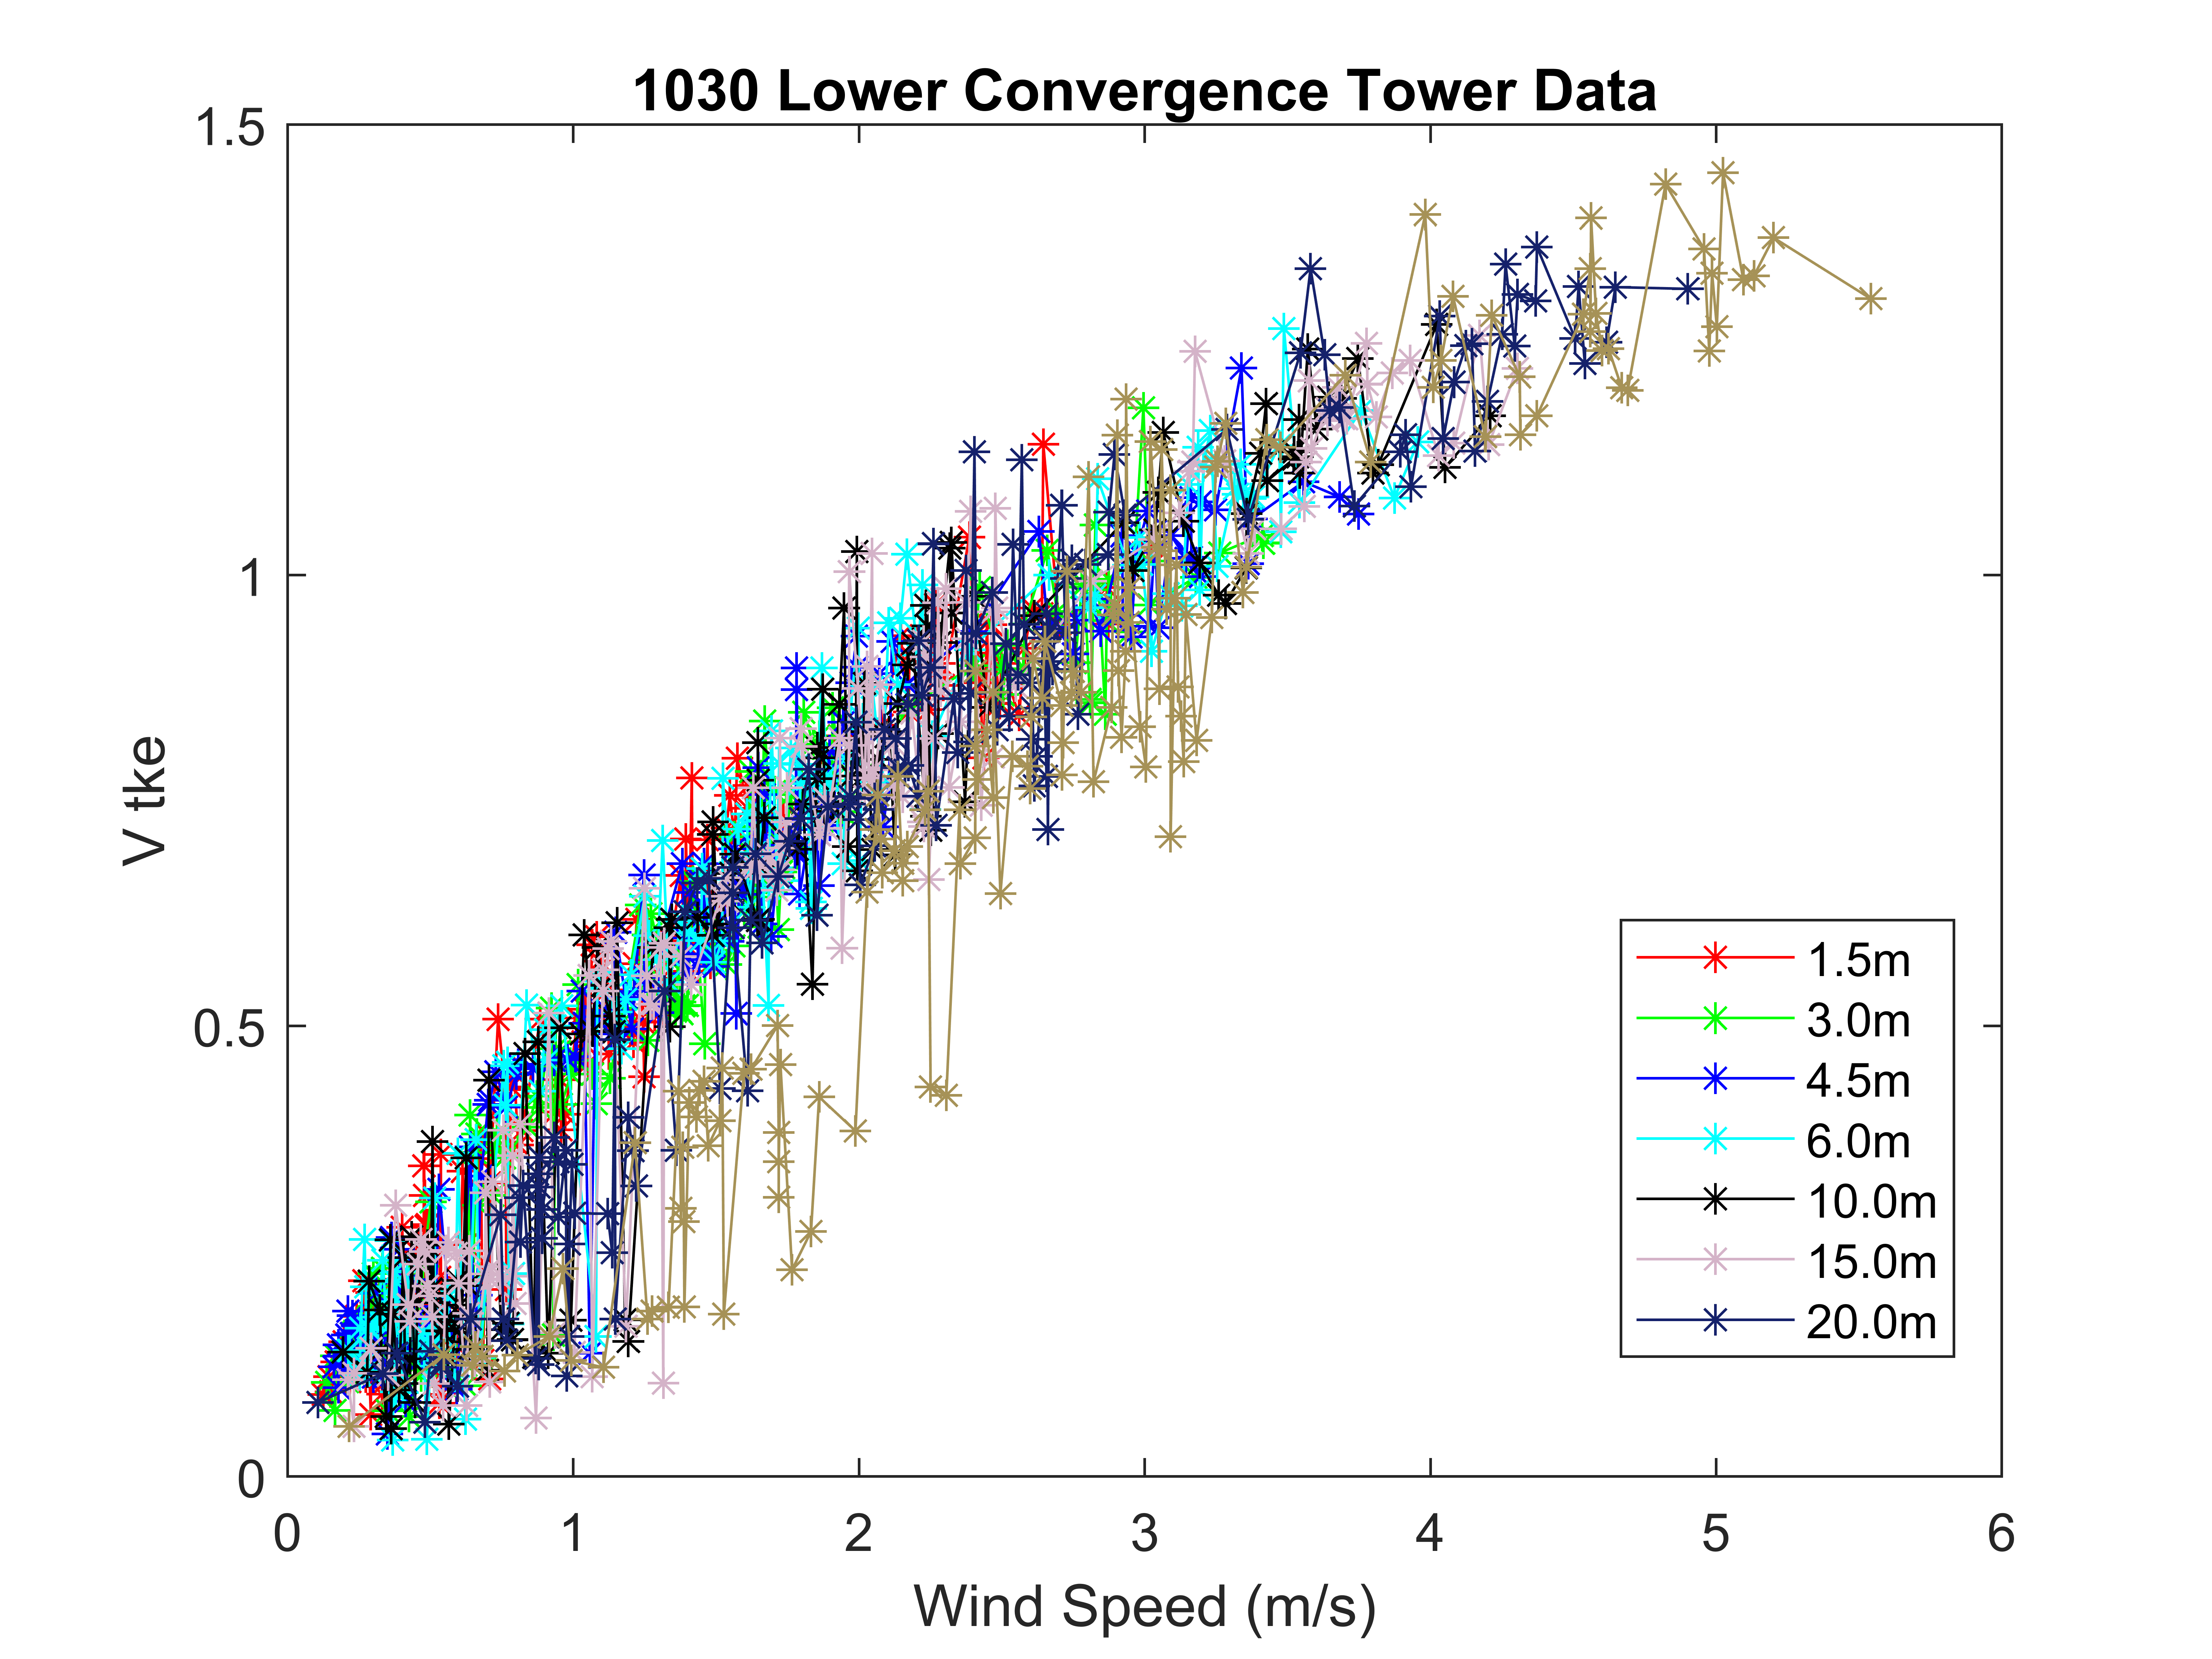 1030 Lower Convergence Tower Data
1.5
1
0.5
0
V tke
0 1 2 3 4 5 6
Wind Speed (m/s)
1.5m
3.0m
4.5m
6.0m
10.0m
15.0m
20.0m